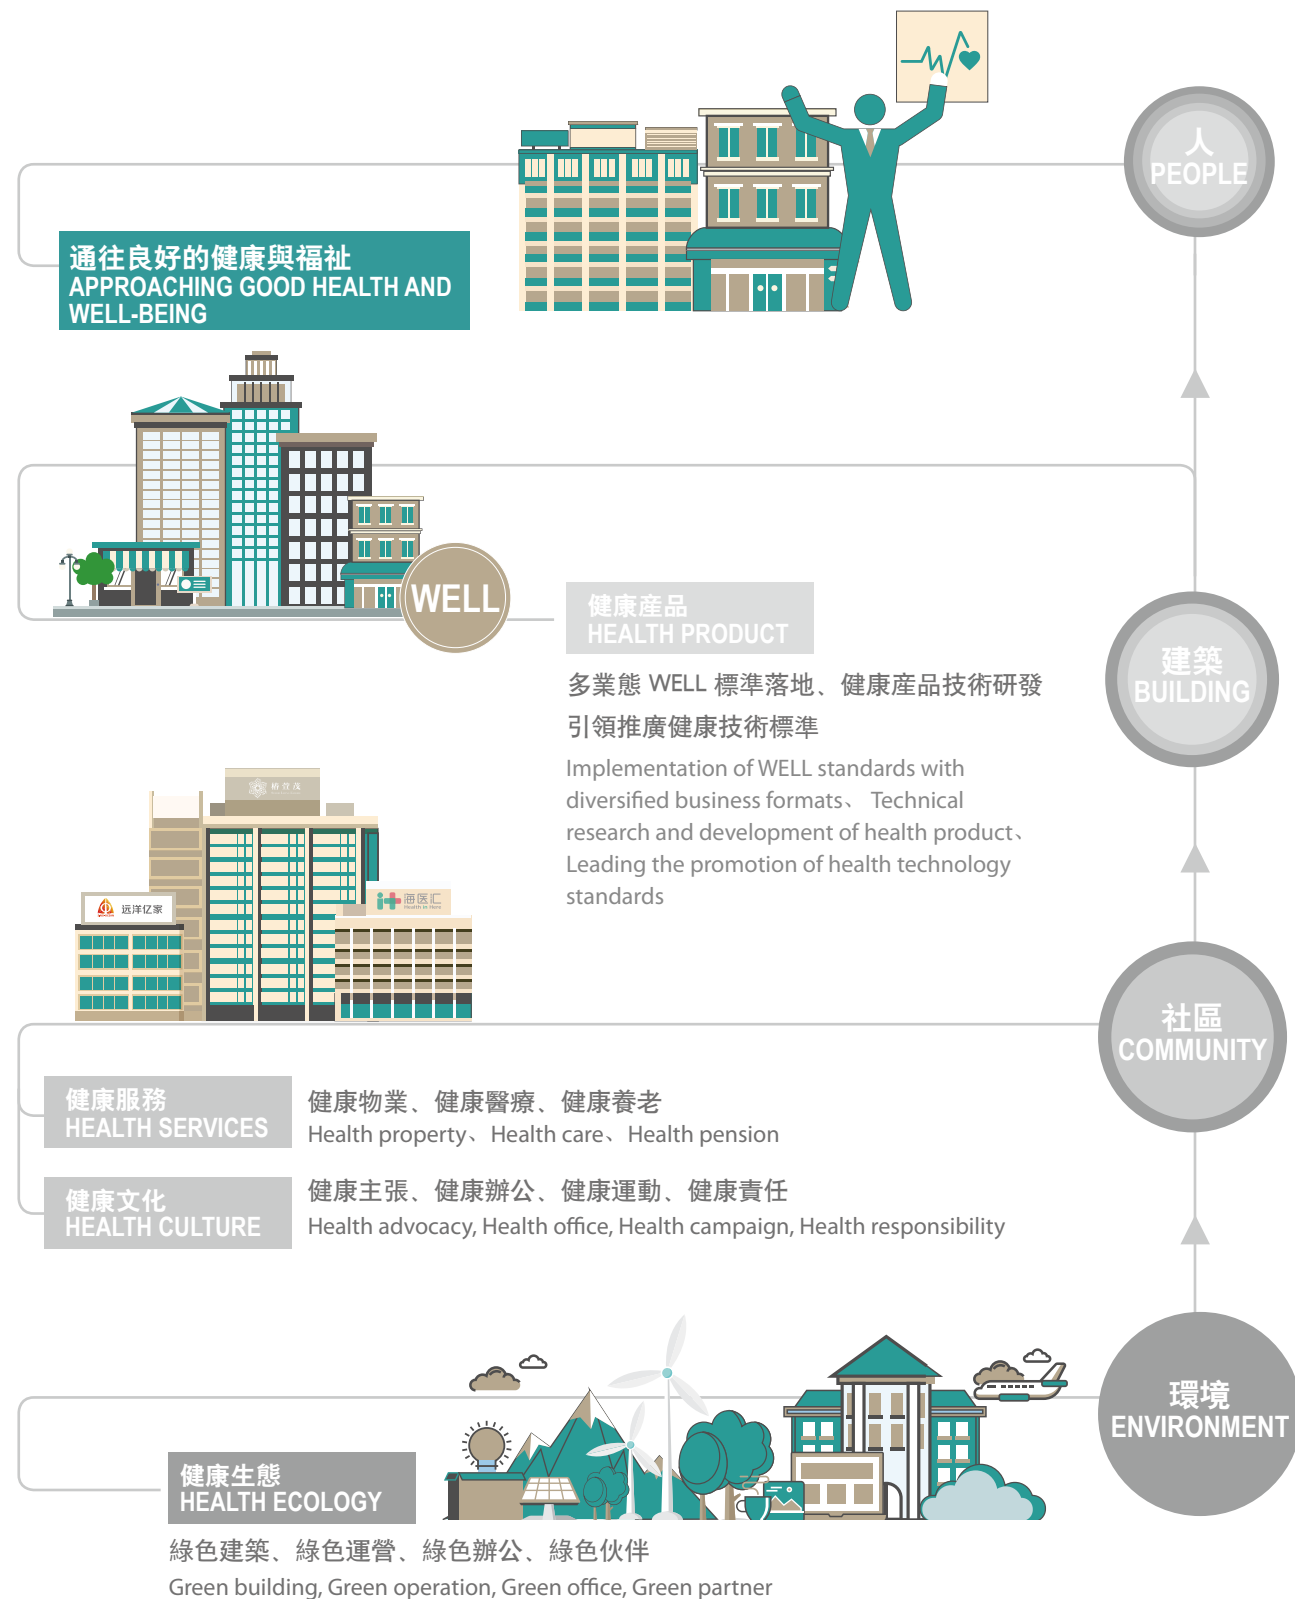 人
PEOPLE
通往良好的健康與福祉
APPROACHING GOOD HEALTH AND
WELL-BEING
WELL
健康産品
HEALTH PRODUCT
多業態 WELL 標準落地、健康産品技術研發
引領推廣健康技術標準
Implementation of WELL standards with
diversified business formats、 Technical
research and development of health product、
Leading the promotion of health technology
standards
建築
BUILDING
椿萱茂
远洋亿家
海医汇
Health in Here
社區
COMMUNITY
健康服務
HEALTH SERVICES
健康物業、健康醫療、健康養老
Health property、Health care、Health pension
健康文化
HEALTH CULTURE
健康主張、健康辦公、健康運動、健康責任
Health advocacy, Health office, Health campaign, Health responsibility
環境
ENVIRONMENT
健康生態
HEALTH ECOLOGY
綠色建築、綠色運營、綠色辦公、綠色伙伴
Green building, Green operation, Green office, Green partner